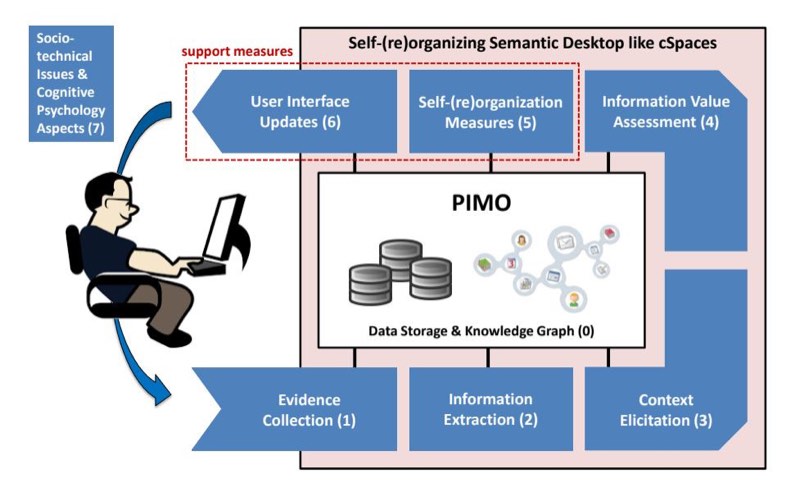 Socio-
technical
Issues &
Cognitive
Psychology
Aspects (7)
support measures
Self-(re)organizing Semantic Desktop like cSpaces
User Interface
Updates (6)
Self-(re)organization
Measures (5)
Information Value
Assessment (4)
PIMO
Data Storage & Knowledge Graph (0)
Evidence
Collection (1)
Information
Extraction (2)
Context
Elicitation (3)